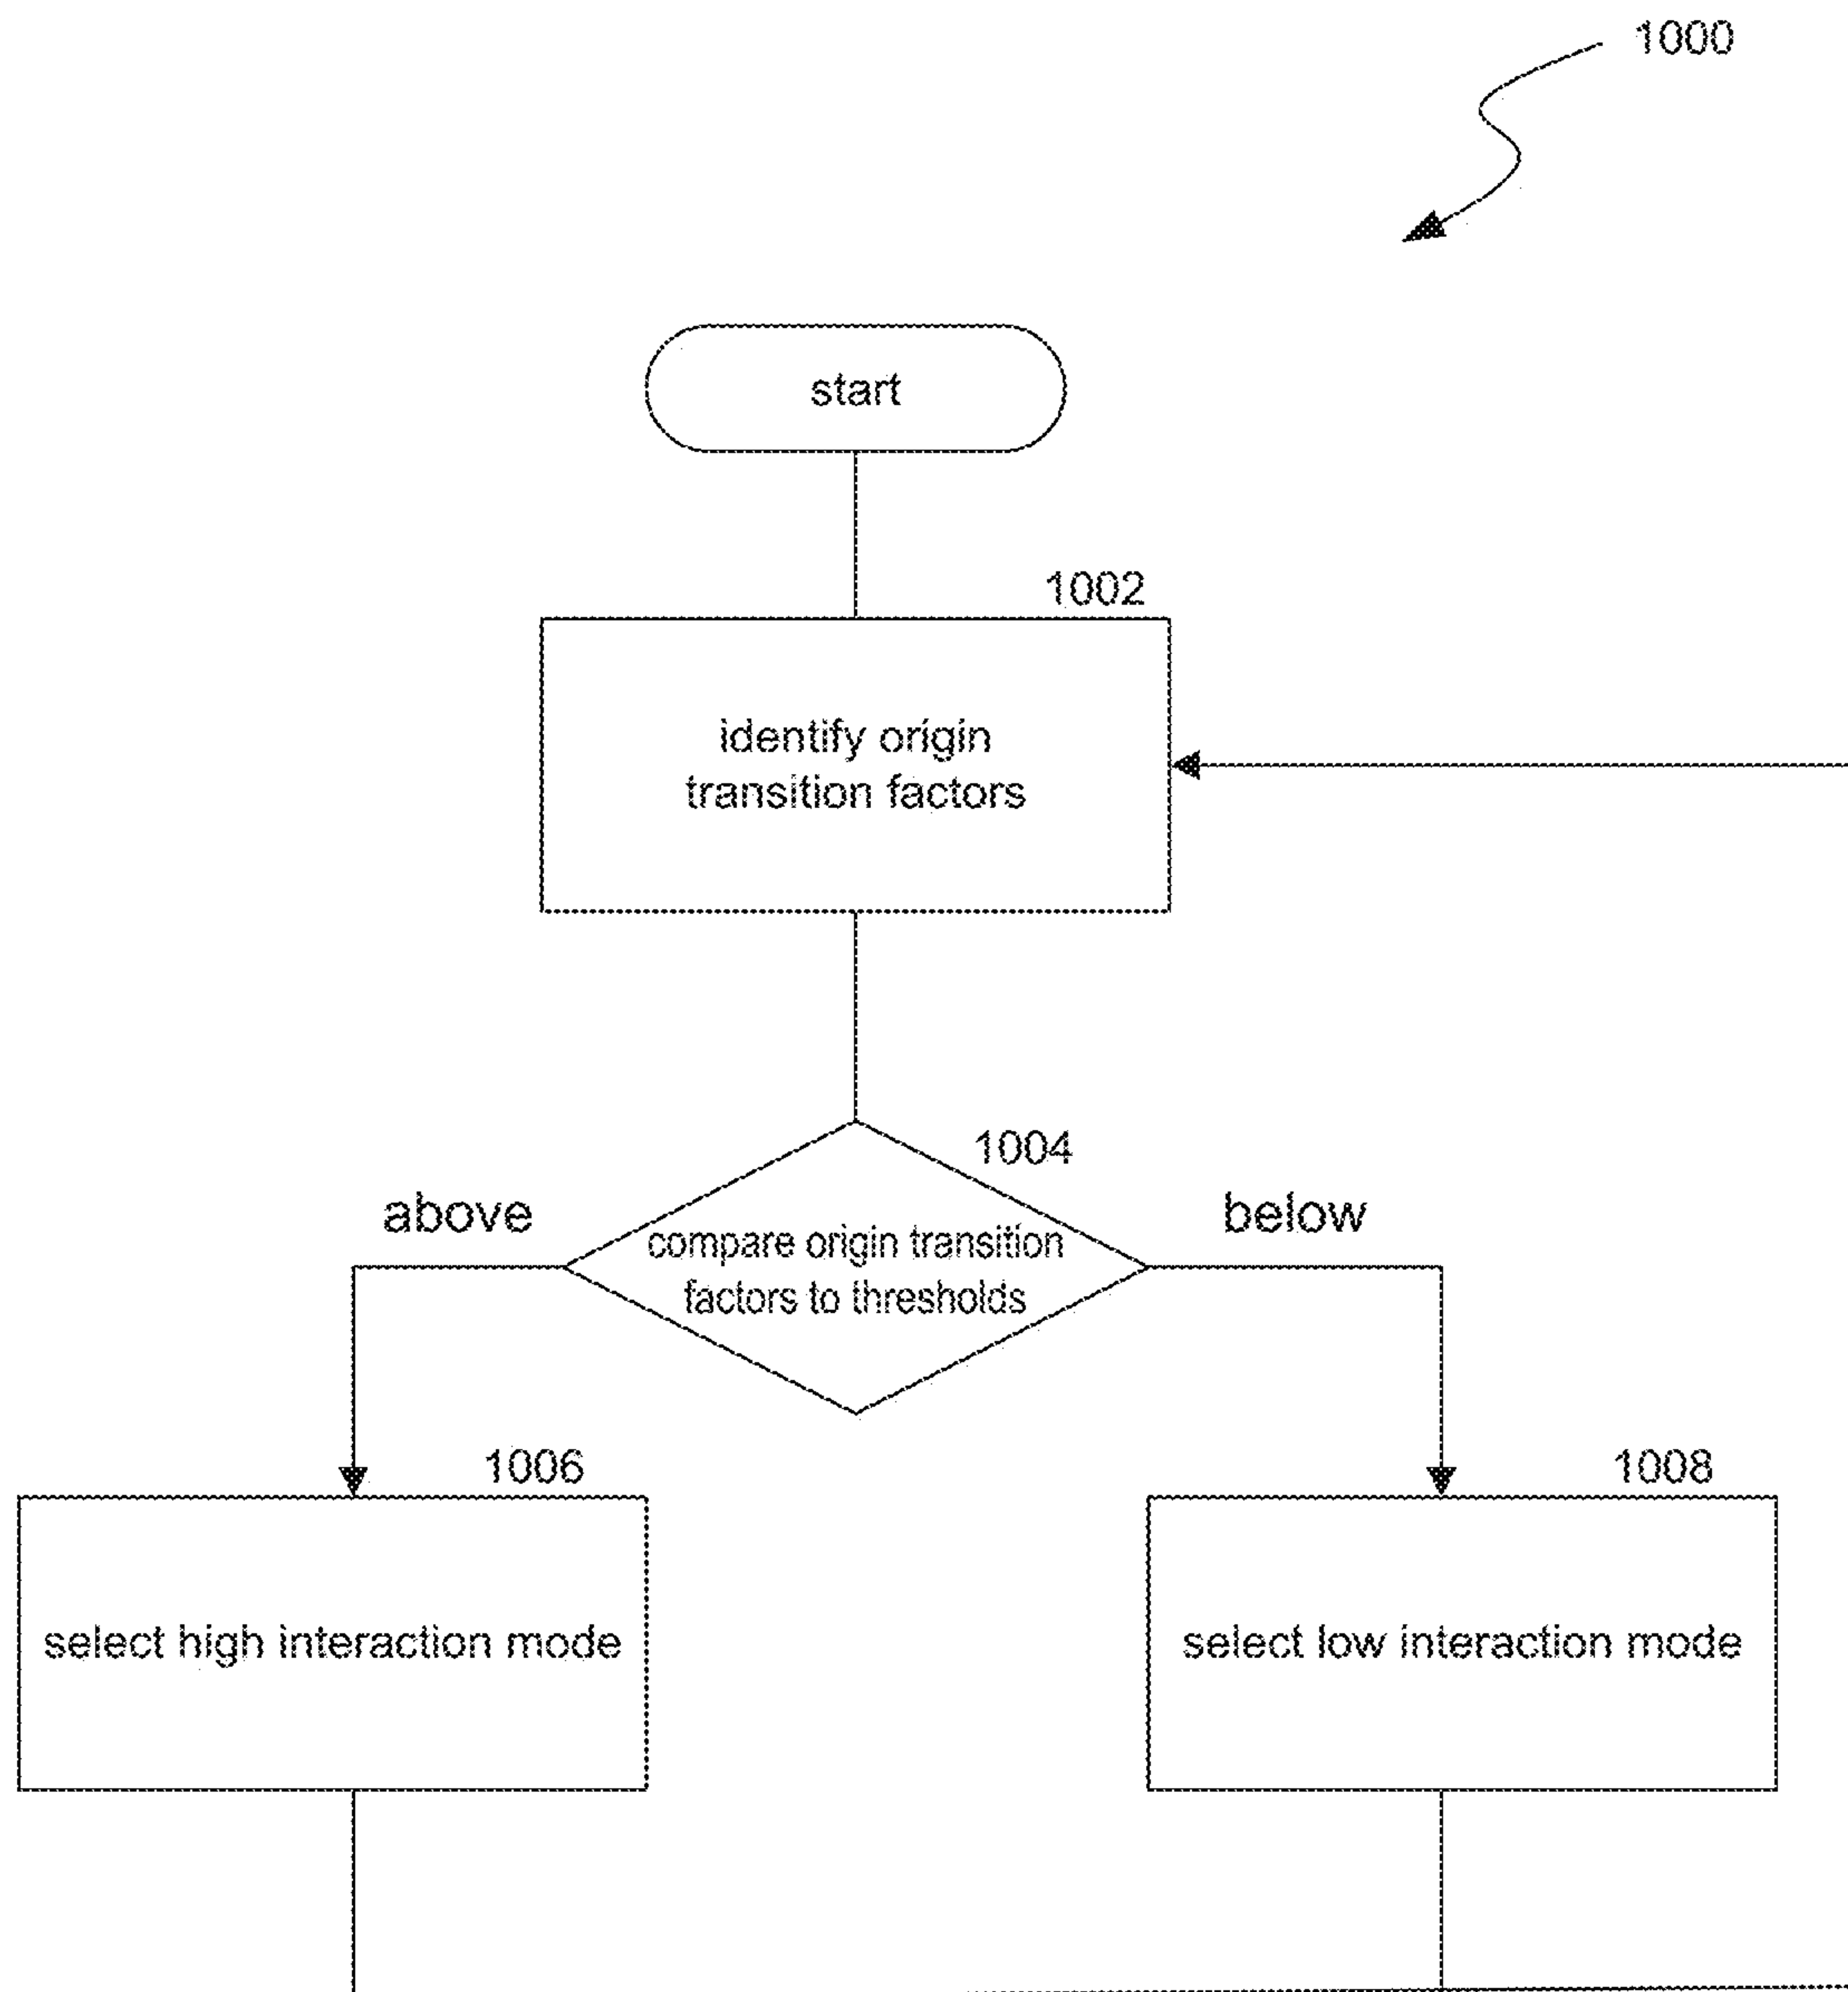 1000
start
1002
identify origin
transition factors
1004
above
below
compare origin transition
factors to thresholds
1006
1008
select high interaction mode
select low interaction mode